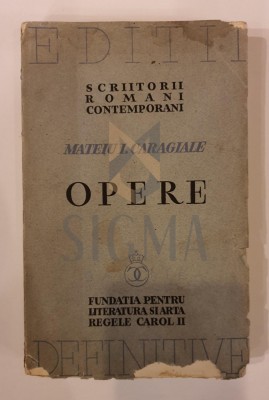 EDITII
SCRIITORII
ROMANI
CONTEMPORANI
MATEIU I. CARAGIALE
OPERE
SIGMA
FUNDATIA PENTRU
LITERATURA SI ARTA
REGELE CAROL II
DEFINITIVE